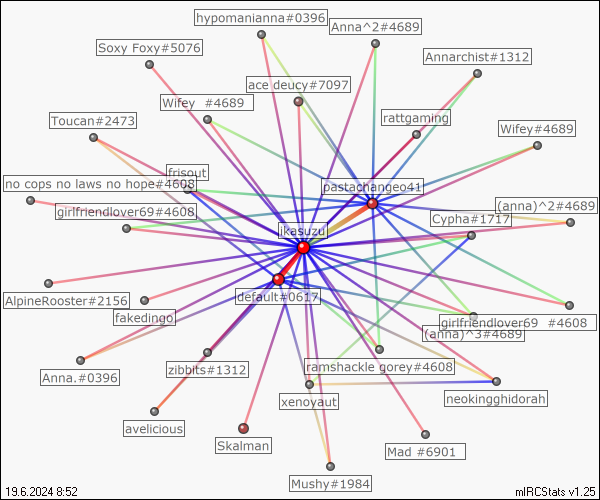 hypomanianna#0396
Anna^2#4689
Soxy Foxy#5076
Annarchist#1312
ace deucy#7097
Wifey #4689
Toucan#2473
rattgaming
Wifey#4689
frisout
no cops no laws no hope#4608
pastachangeo41
girlfriendlover69#4608
(anna)^2#4689
Cypha#1717
ikesuzu
default#0617
AlpineRooster#2156
fakedingo
girlfriendlover69 #4608
(anna)^3#4689
Anna.#0396
zibbits#1312
ramshackle gorey#4608
xenoyaut
neokingghidorah
avelicious
Skalman
Mad #6901
Mushy#1984
19.6.2024 8:52
mIRCStats v1.25